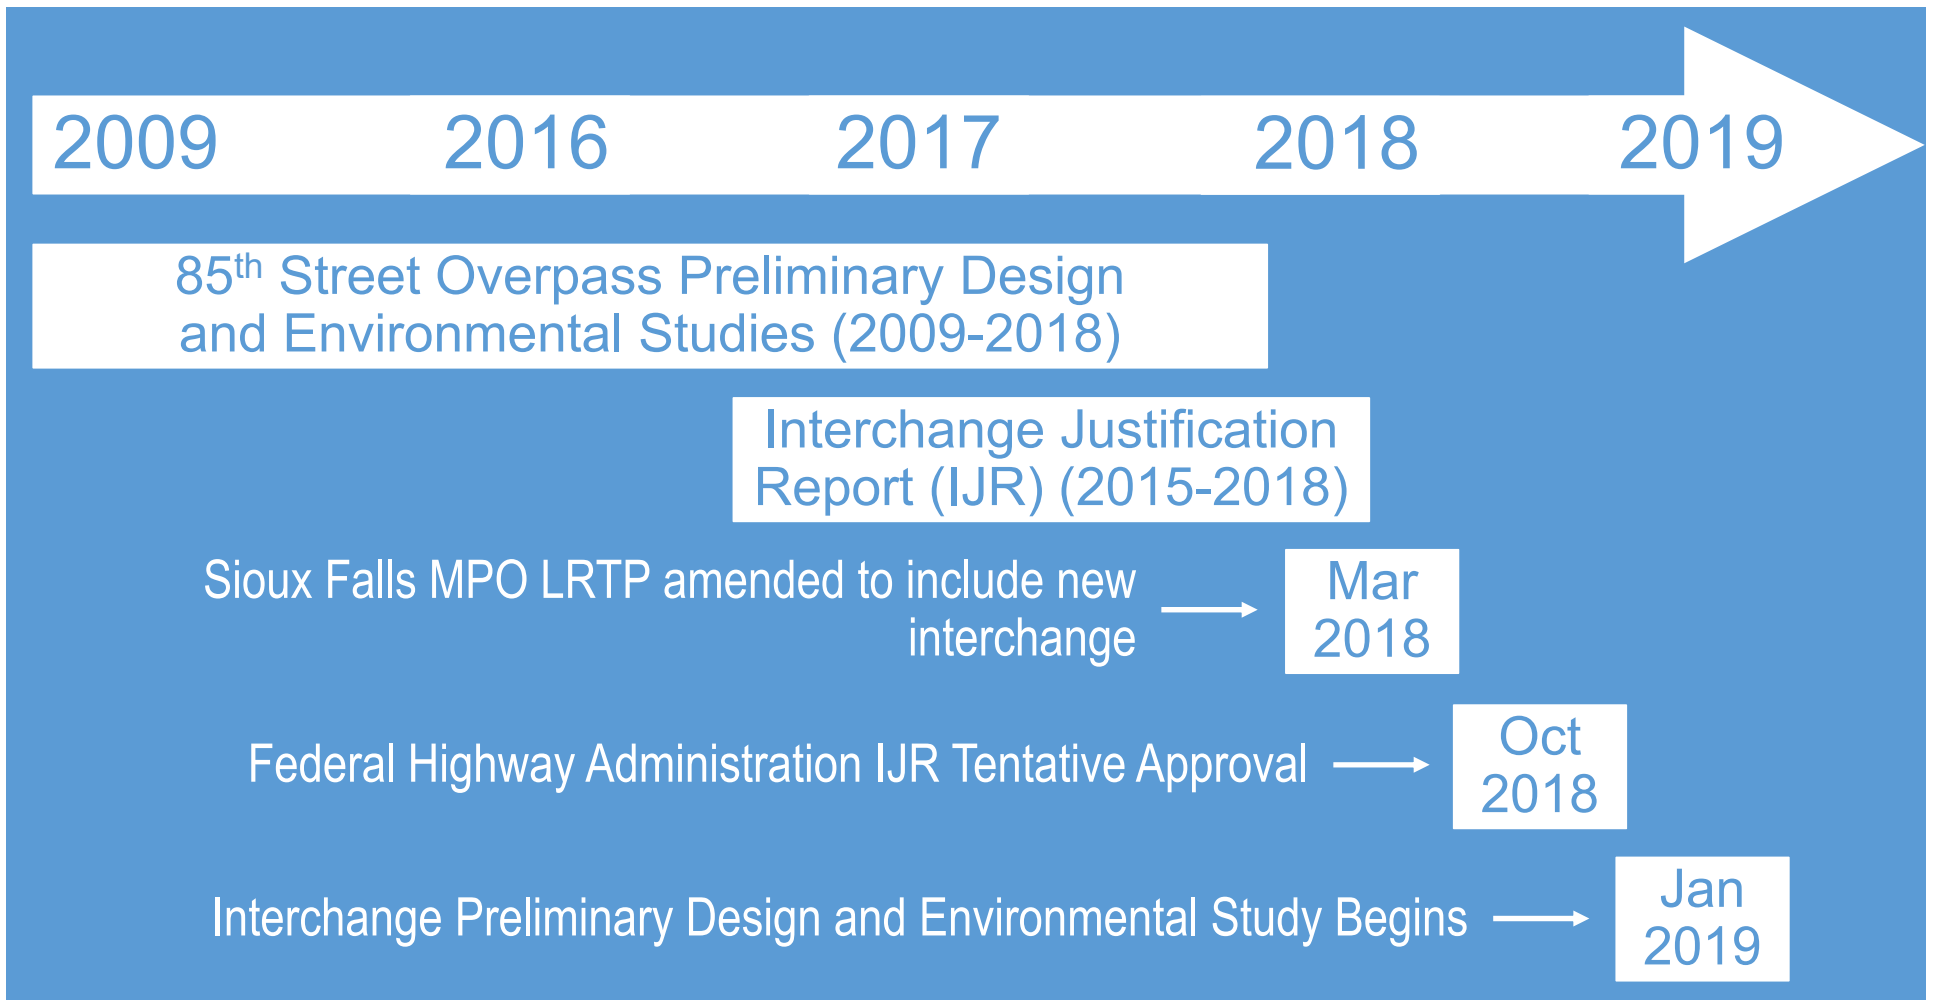 2009 2016 2017 2018 2019
85th Street Overpass Preliminary Design
and Environmental Studies (2009-2018)
Interchange Justification
Report (IJR) (2015-2018)
Sioux Falls MPO LRTP amended to include new
interchange
Mar
2018
Federal Highway Administration IJR Tentative Approval
Oct
2018
Interchange Preliminary Design and Environmental Study Begins
Jan
2019